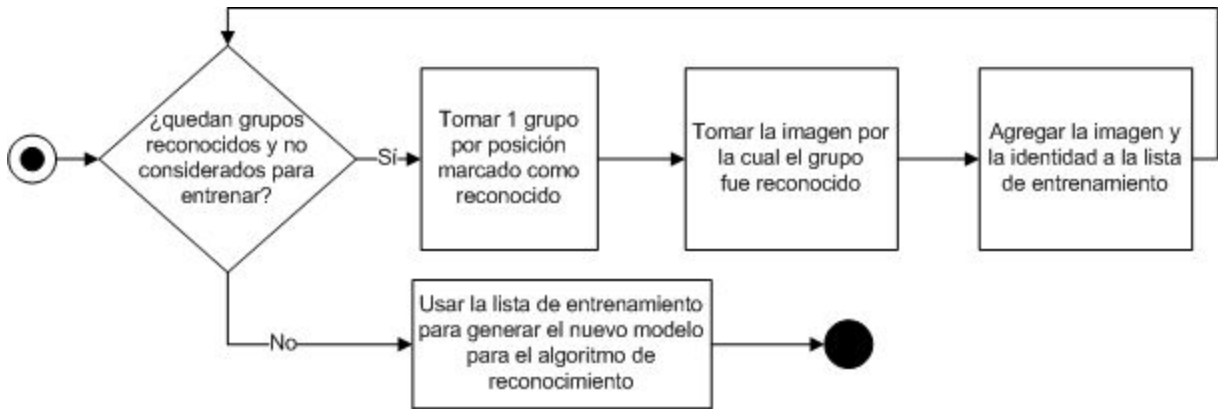 ¿quedan grupos
reconocidos y no
considerados para
entrenar?
Sí
Tomar 1 grupo
por posición
marcado como
reconocido
Tomar la imagen por
la cual el grupo
fue reconocido
Agregar la imagen y
la identidad a la lista
de entrenamiento
No
Usar la lista de entrenamiento
para generar el nuevo modelo
para el algoritmo de
reconocimiento